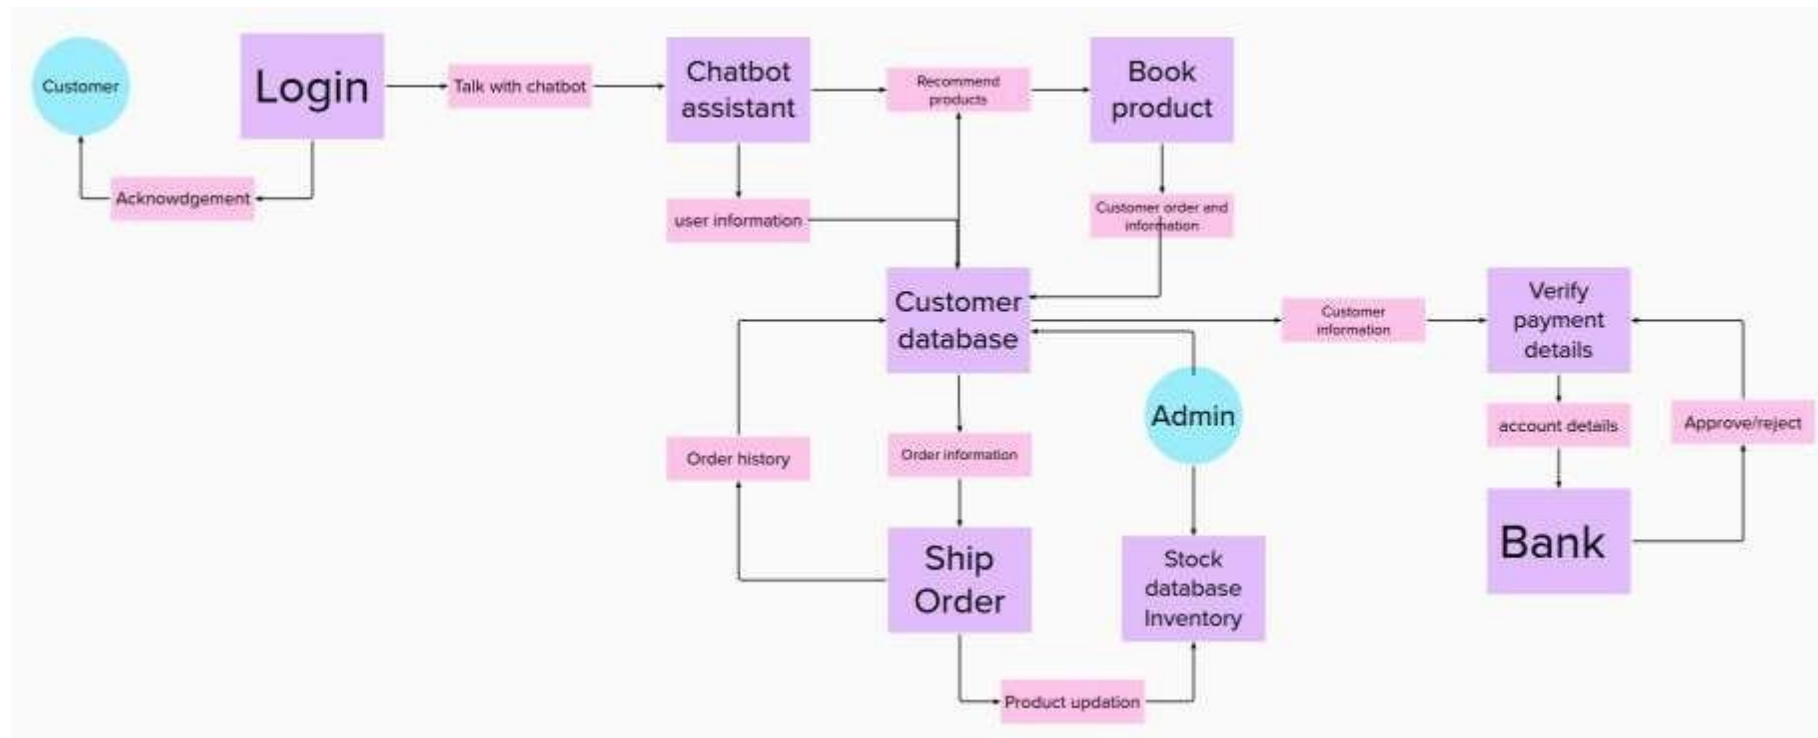 Customer
Login
Talk with chatbot
Chatbot
assistant
Recommend
products
Book
product
Acknowdgement
user information
Customer order and
information
Customer
database
Customer
information
Verify
payment
details
Admin
Order history
Order information
account details
Approve/reject
Ship
Order
Stock
database
Inventory
Bank
Product updation